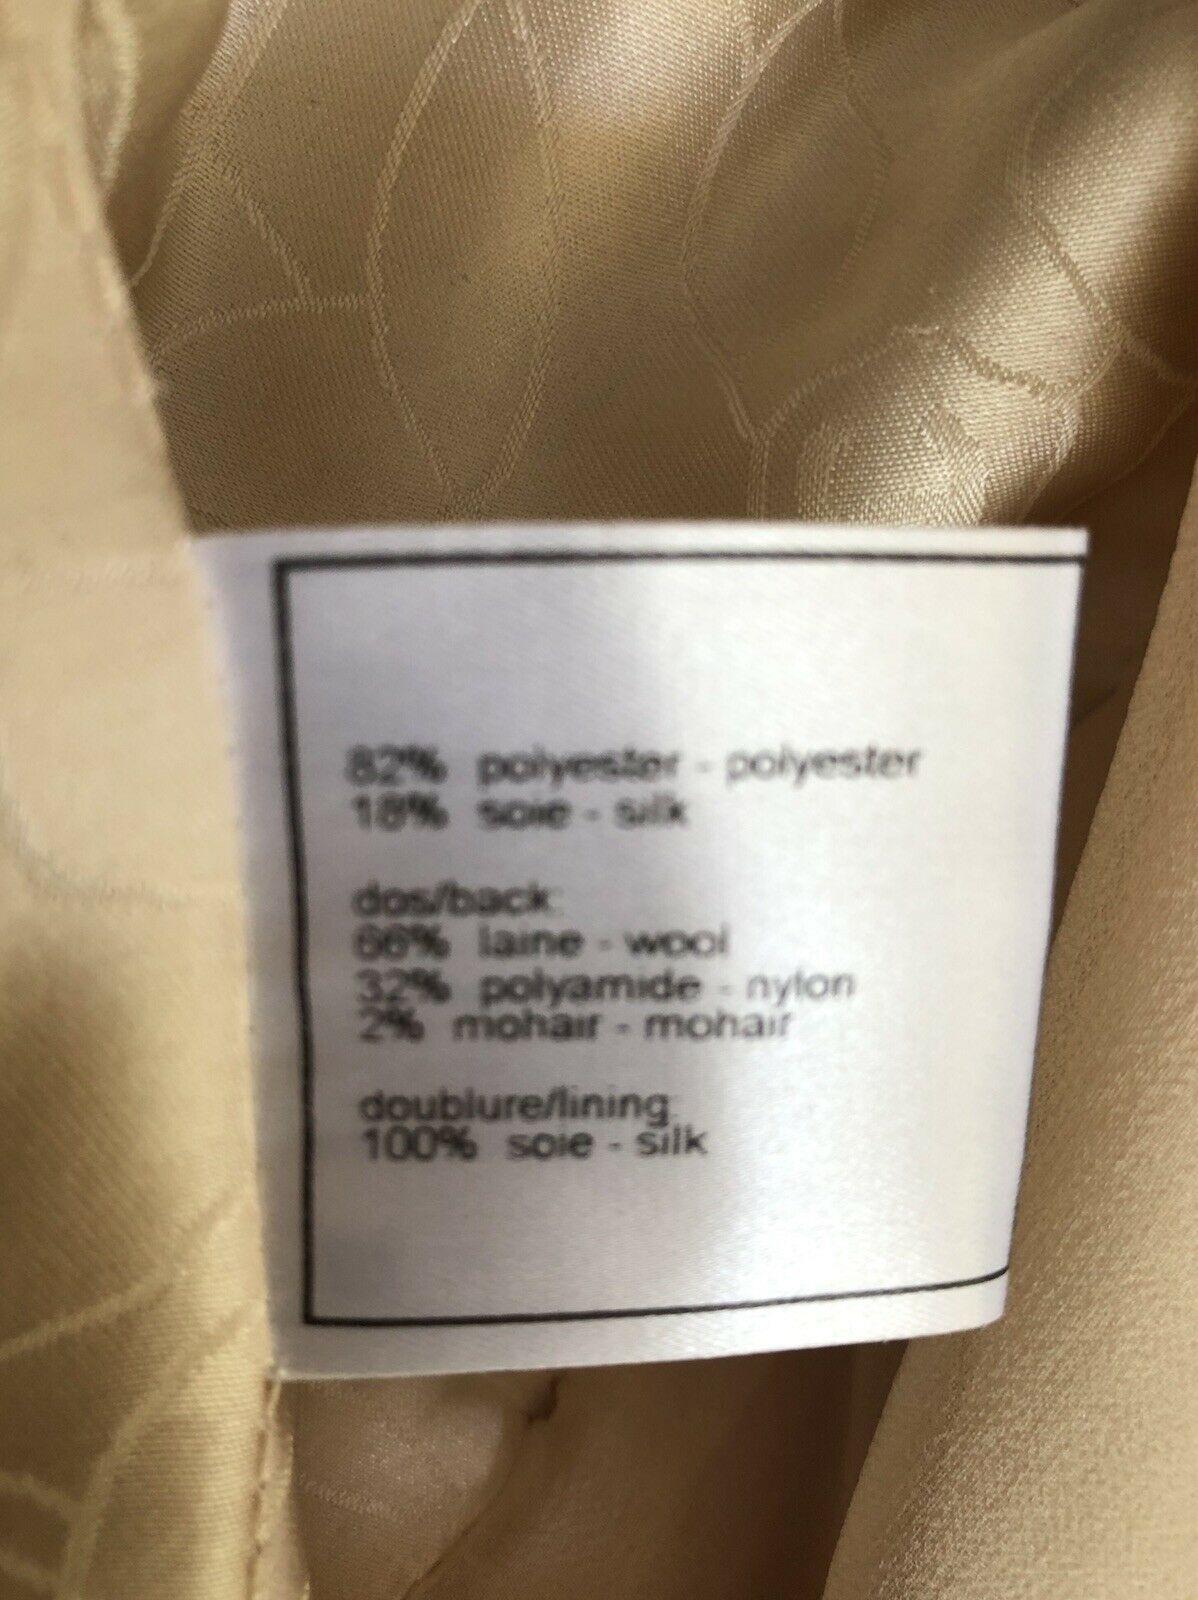 82% polyester - polyester
18% soie - silk
dos/back:
66% laine - wool
32% polyamide - nylon
2% mohair - mohair
doublure/lining:
100% soie - silk